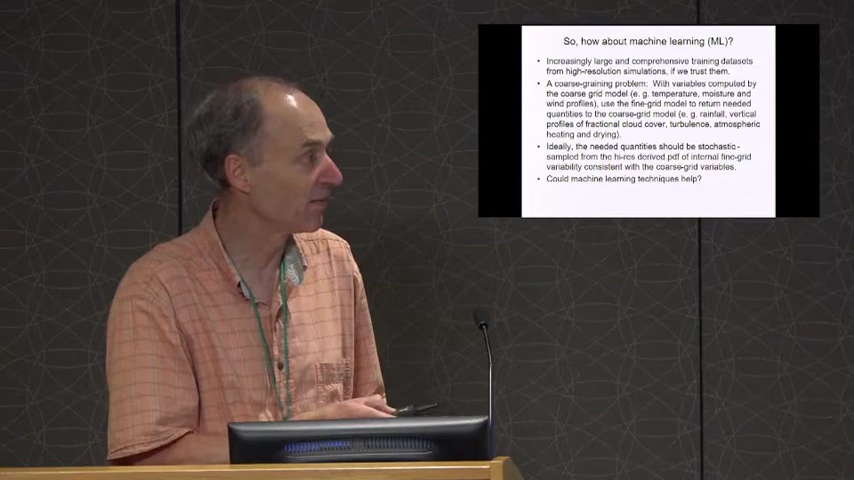 So, how about machine learning (ML)?
• Increasingly large and comprehensive training datasets
from high-resolution simulations, if we trust them.
• A coarse-graining problem: With variables computed by
the coarse grid model (e. g. temperature, moisture and
wind profiles), use the fine-grid model to return needed
quantities to the coarse-grid model (e. g. rainfall, vertical
profiles of fractional cloud cover, turbulence, atmospheric
heating and drying).
• Ideally, the needed quantities should be stochastic-
sampled from the hi-res derived pdf of internal fine-grid
variability consistent with the coarse-grid variables.
• Could machine learning techniques help?